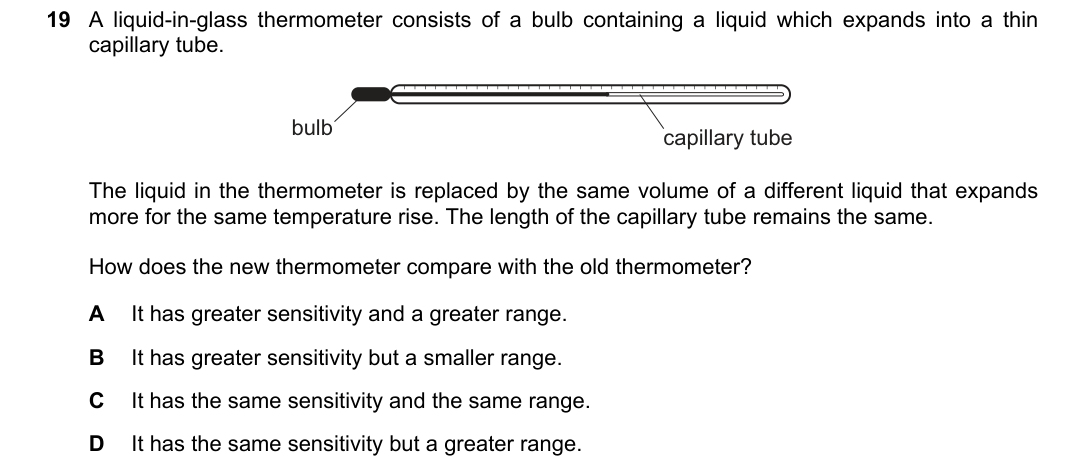 19 A liquid-in-glass thermometer consists of a bulb containing a liquid which expands into a thin
capillary tube.
bulb
capillary tube
The liquid in the thermometer is replaced by the same volume of a different liquid that expands
more for the same temperature rise. The length of the capillary tube remains the same.
How does the new thermometer compare with the old thermometer?
A It has greater sensitivity and a greater range.
B It has greater sensitivity but a smaller range.
C It has the same sensitivity and the same range.
D It has the same sensitivity but a greater range.